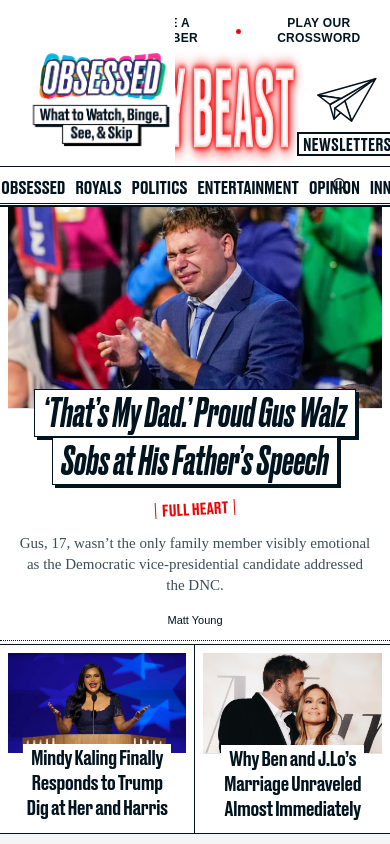 PLAY OUR
CROSSWORD
OBSESSED
What to Watch, Binge,
See, & Skip
Y BEAST
NEWSLETTERS
OBSESSED ROYALS POLITICS ENTERTAINMENT OPINION INN
‘That’s My Dad.’ Proud Gus Walz
Sobs at His Father’s Speech
FULL HEART
Gus, 17, wasn’t the only family member visibly emotional
as the Democratic vice-presidential candidate addressed
the DNC.
Matt Young
Mindy Kaling Finally
Responds to Trump
Dig at Her and Harris
Why Ben and J.Lo’s
Marriage Unraveled
Almost Immediately